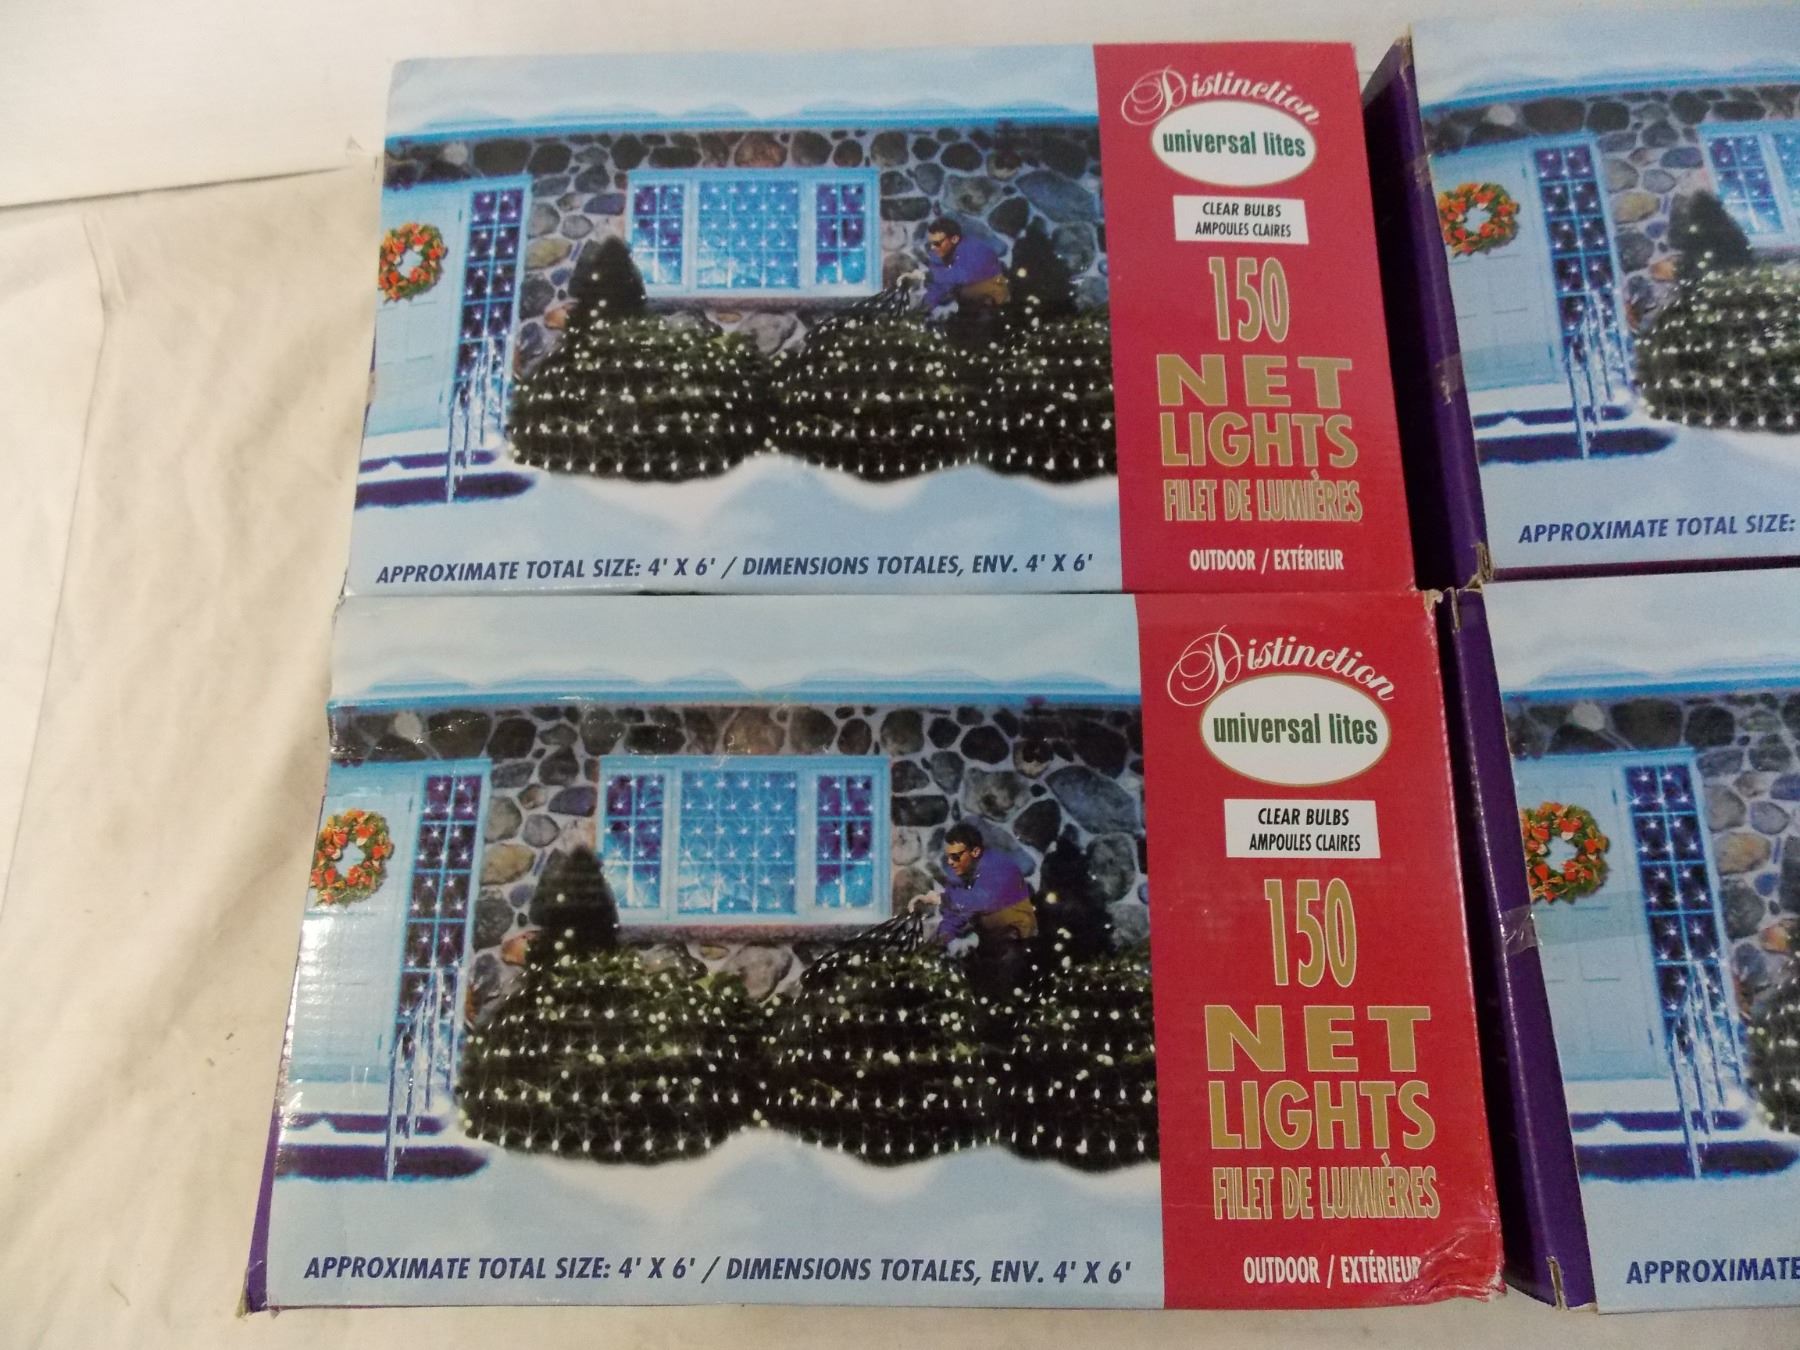 Distinction
universal lites
CLEAR BULBS
AMPOULES CLAIRES
150
NET
LIGHTS
FILET DE LUMIÈRES
OUTDOOR / EXTÉRIEUR
APPROXIMATE TOTAL SIZE: 4' X 6' / DIMENSIONS TOTALES, ENV. 4' X 6'
APPROXIMATE TOTAL SIZE:
Distinction
universal lites
CLEAR BULBS
AMPOULES CLAIRES
150
NET
LIGHTS
FILET DE LUMIÈRES
OUTDOOR / EXTÉRIEUR
APPROXIMATE TOTAL SIZE: 4' X 6' / DIMENSIONS TOTALES, ENV. 4' X 6'
APPROXIMATE